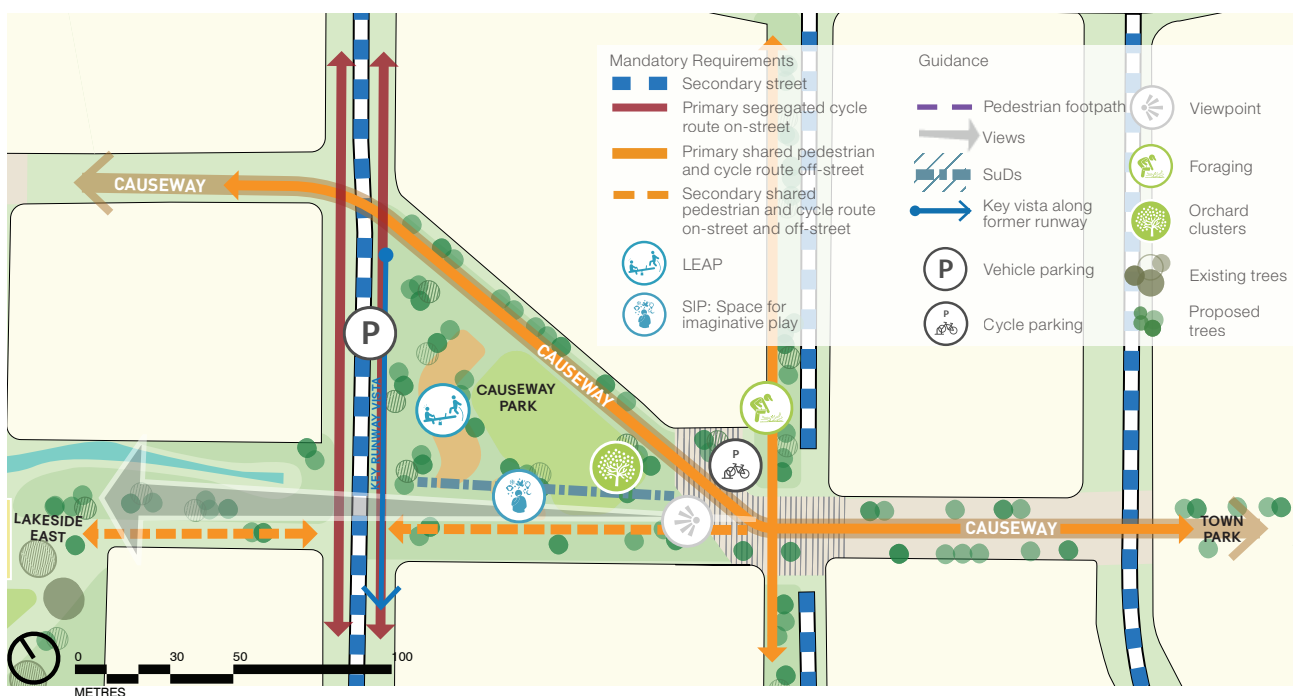 Mandatory Requirements
Secondary street
Primary segregated cycle
route on-street
Primary shared pedestrian
and cycle route off-street
Secondary shared
pedestrian and cycle route
on-street and off-street
LEAP
SIP: Space for
imaginative play
Guidance
Pedestrian footpath
Views
SuDs
Key vista along
former runway
P
Vehicle parking
P
Cycle parking
Viewpoint
Foraging
Orchard
clusters
Existing trees
Proposed
trees
CAUSEWAY
P
KEY RUNWAY VISTA
CAUSEWAY
CAUSEWAY
PARK
P
LAKESIDE
EAST
CAUSEWAY
TOWN
PARK
0 30 50 100
METRES